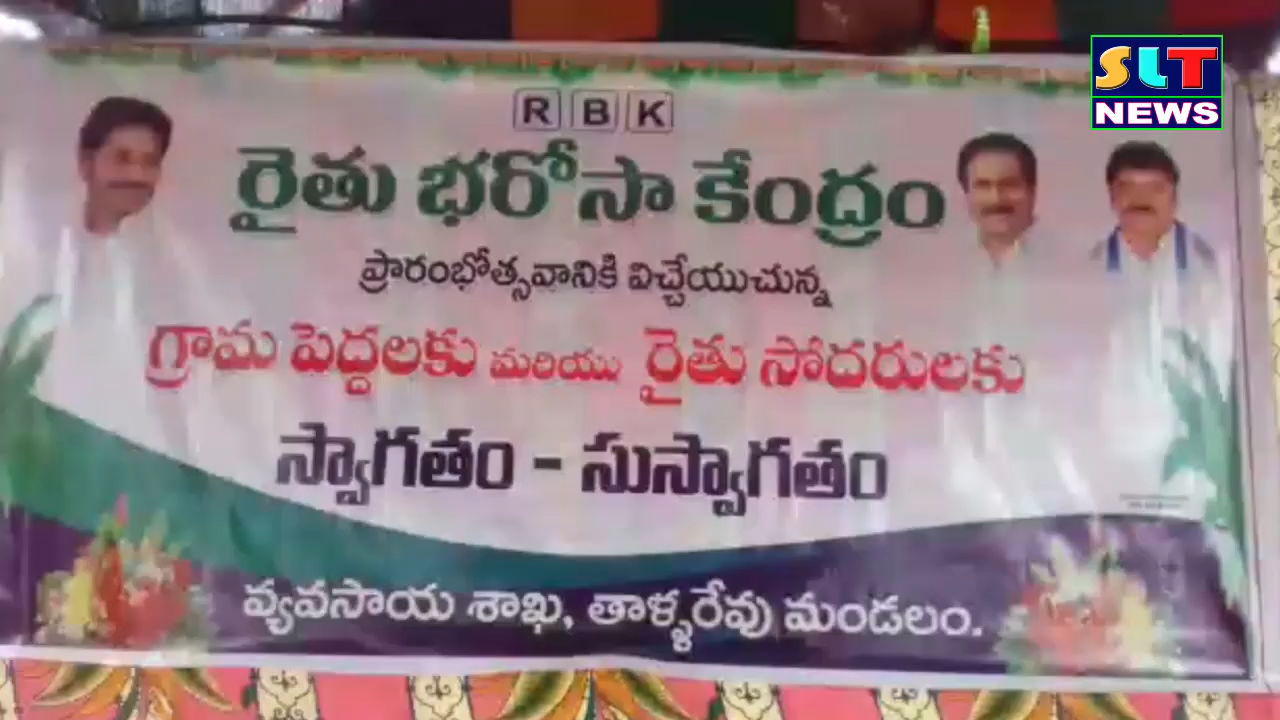 SLT
NEWS
RBK
రైతు భరోసా కేంద్రం
ప్రారంభోత్సవానికి విచ్చేయుచున్న
గ్రామ పెద్దలకు మరియు రైతు సోదరులకు
స్వాగతం - సుస్వాగతం
వ్యవసాయ శాఖ, తాళ్ళరేవు మండలం.